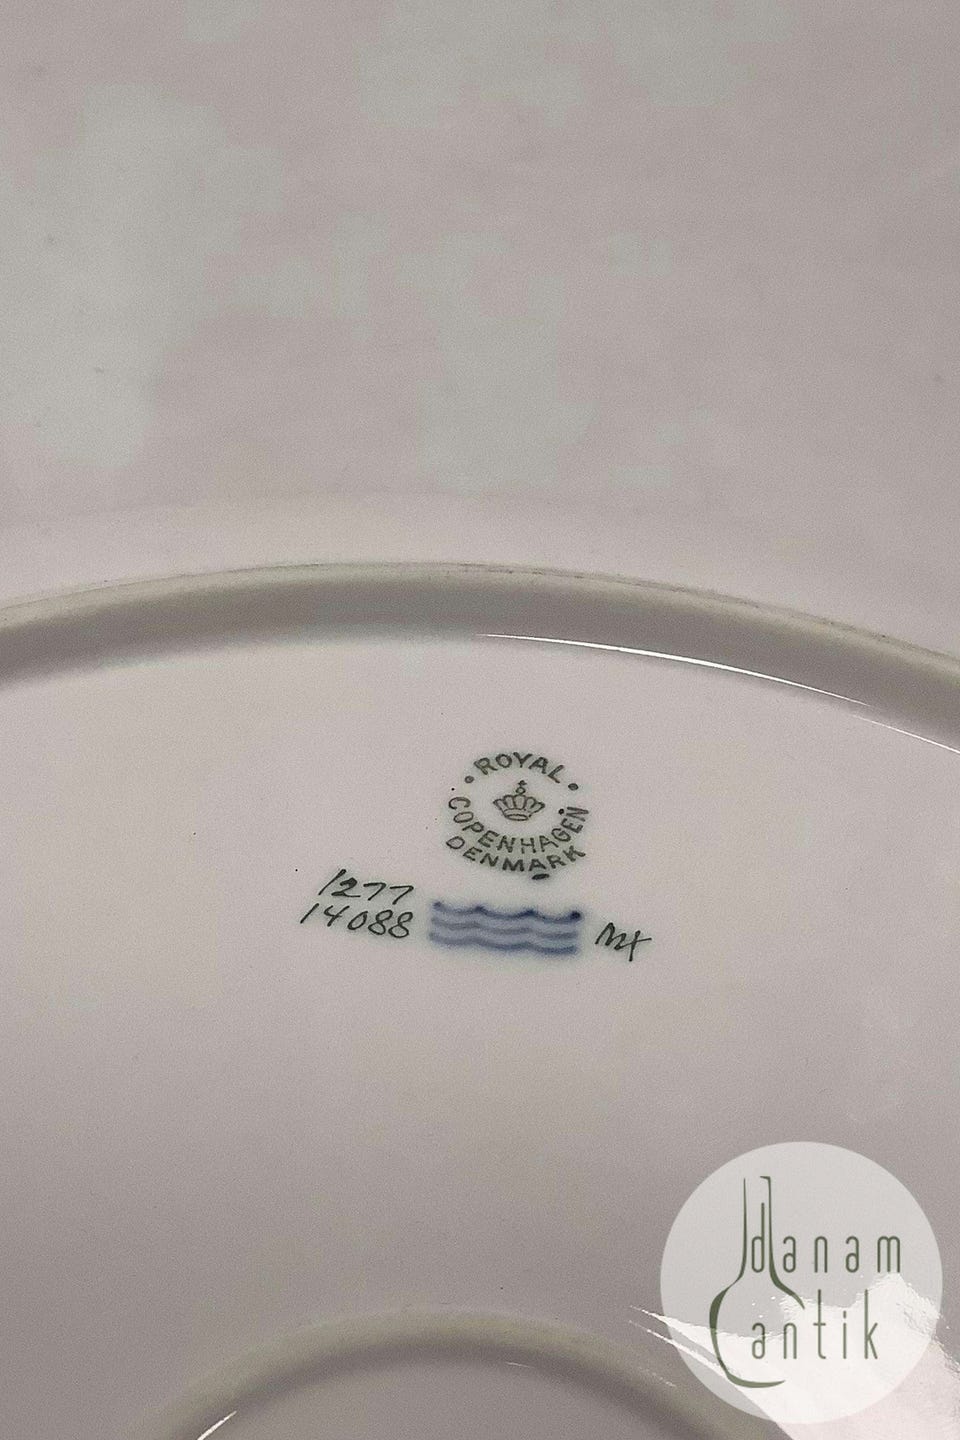 ROYAL
COPENHAGEN
DENMARK
1277
14088
danam
antik